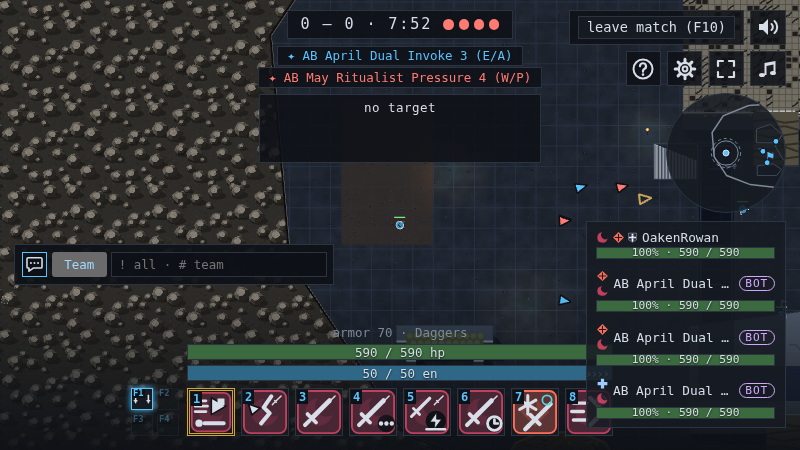 0 – 0 · 7:52
leave match (F10)
✦ AB April Dual Invoke 3 (E/A)
✦ AB May Ritualist Pressure 4 (W/P)
no target
OakenRowan
100% · 590 / 590
AB April Dual … BOT
100% · 590 / 590
AB April Dual … BOT
100% · 590 / 590
AB April Dual … BOT
100% · 590 / 590
Team
! all · # team
armor 70 · Daggers
590 / 590 hp
50 / 50 en
F1 F2
F3 F4
1 2 3 4 5 6 7 8